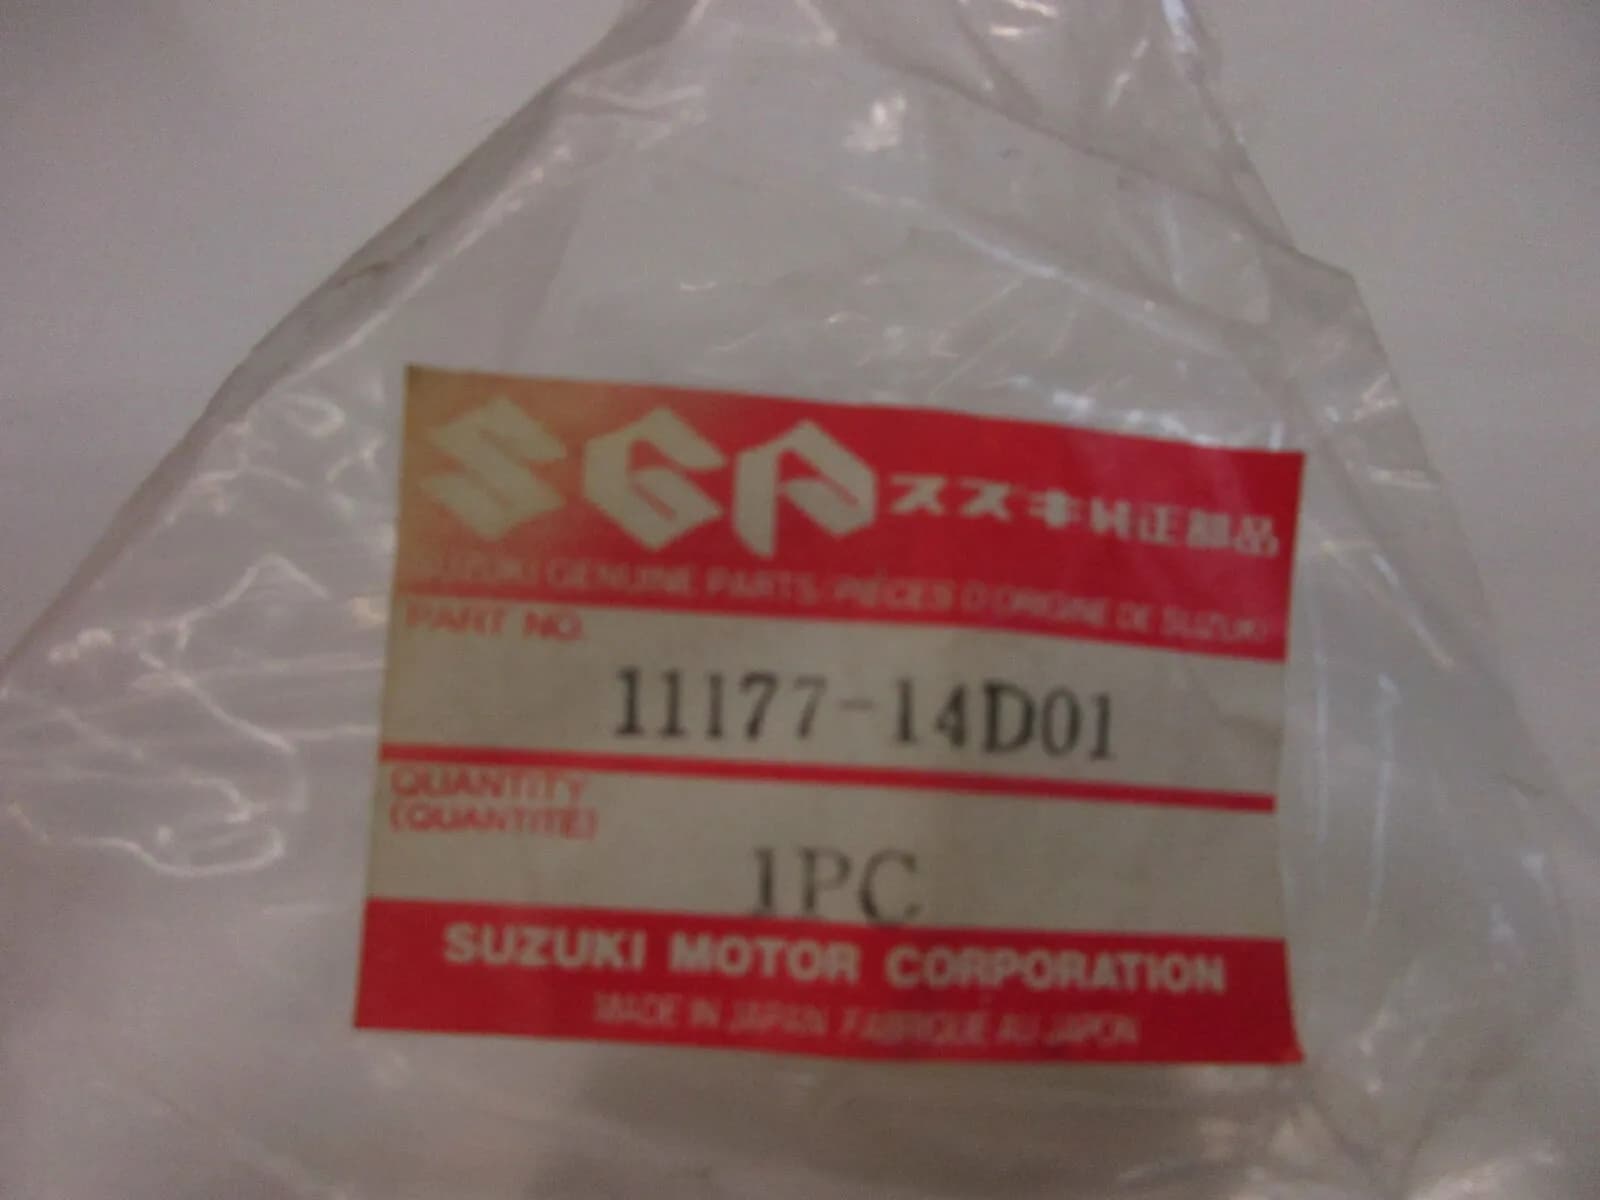 SGP スズキ純正部品
SUZUKI GENUINE PARTS/PIÈCES D'ORIGINE DE SUZUKI
PART NO.
11177-14D01
QUANTITY
(QUANTITÉ)
1PC
SUZUKI MOTOR CORPORATION
MADE IN JAPAN FABRIQUÉ AU JAPON